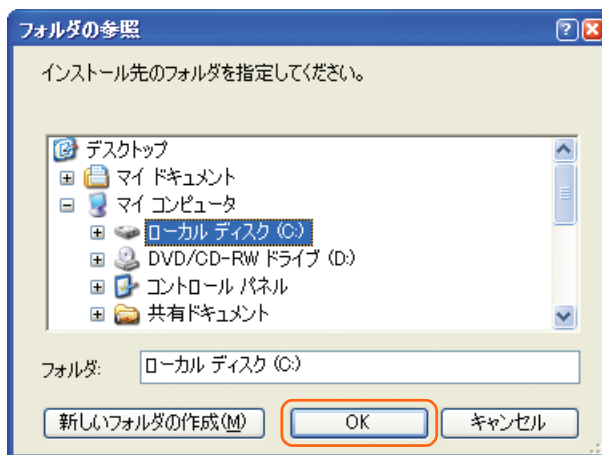 フォルダの参照
インストール先のフォルダを指定してください。
デスクトップ
マイ ドキュメント
マイ コンピュータ
ローカル ディスク (C:)
DVD/CD-RW ドライブ (D:)
コントロール パネル
共有ドキュメント
フォルダ: ローカル ディスク (C:)
新しいフォルダの作成(M) OK キャンセル